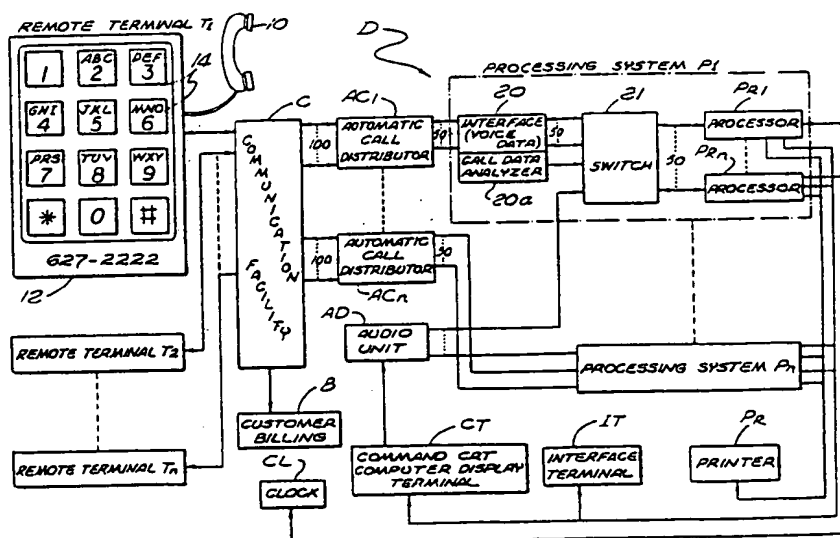 REMOTE TERMINAL T1
10
D
PROCESSING SYSTEM P1
1
ABC
2
DEF
3
14
GHI
4
JKL
5
MNO
6
PRS
7
TUV
8
WXY
9
*
0
#
627-2222
12
C
COMMUNICATION FACILITY
100
AC1
AUTOMATIC CALL DISTRIBUTOR
50
20
INTERFACE (VOICE DATA)
CALL DATA ANALYZER
20a
50
21
SWITCH
50
PR1
PROCESSOR
PRn
PROCESSOR
100
AUTOMATIC CALL DISTRIBUTOR
50
ACn
AD
AUDIO UNIT
PROCESSING SYSTEM Pn
REMOTE TERMINAL T2
REMOTE TERMINAL Tn
B
CUSTOMER BILLING
CL
CLOCK
CT
COMMAND CRT COMPUTER DISPLAY TERMINAL
IT
INTERFACE TERMINAL
PR
PRINTER